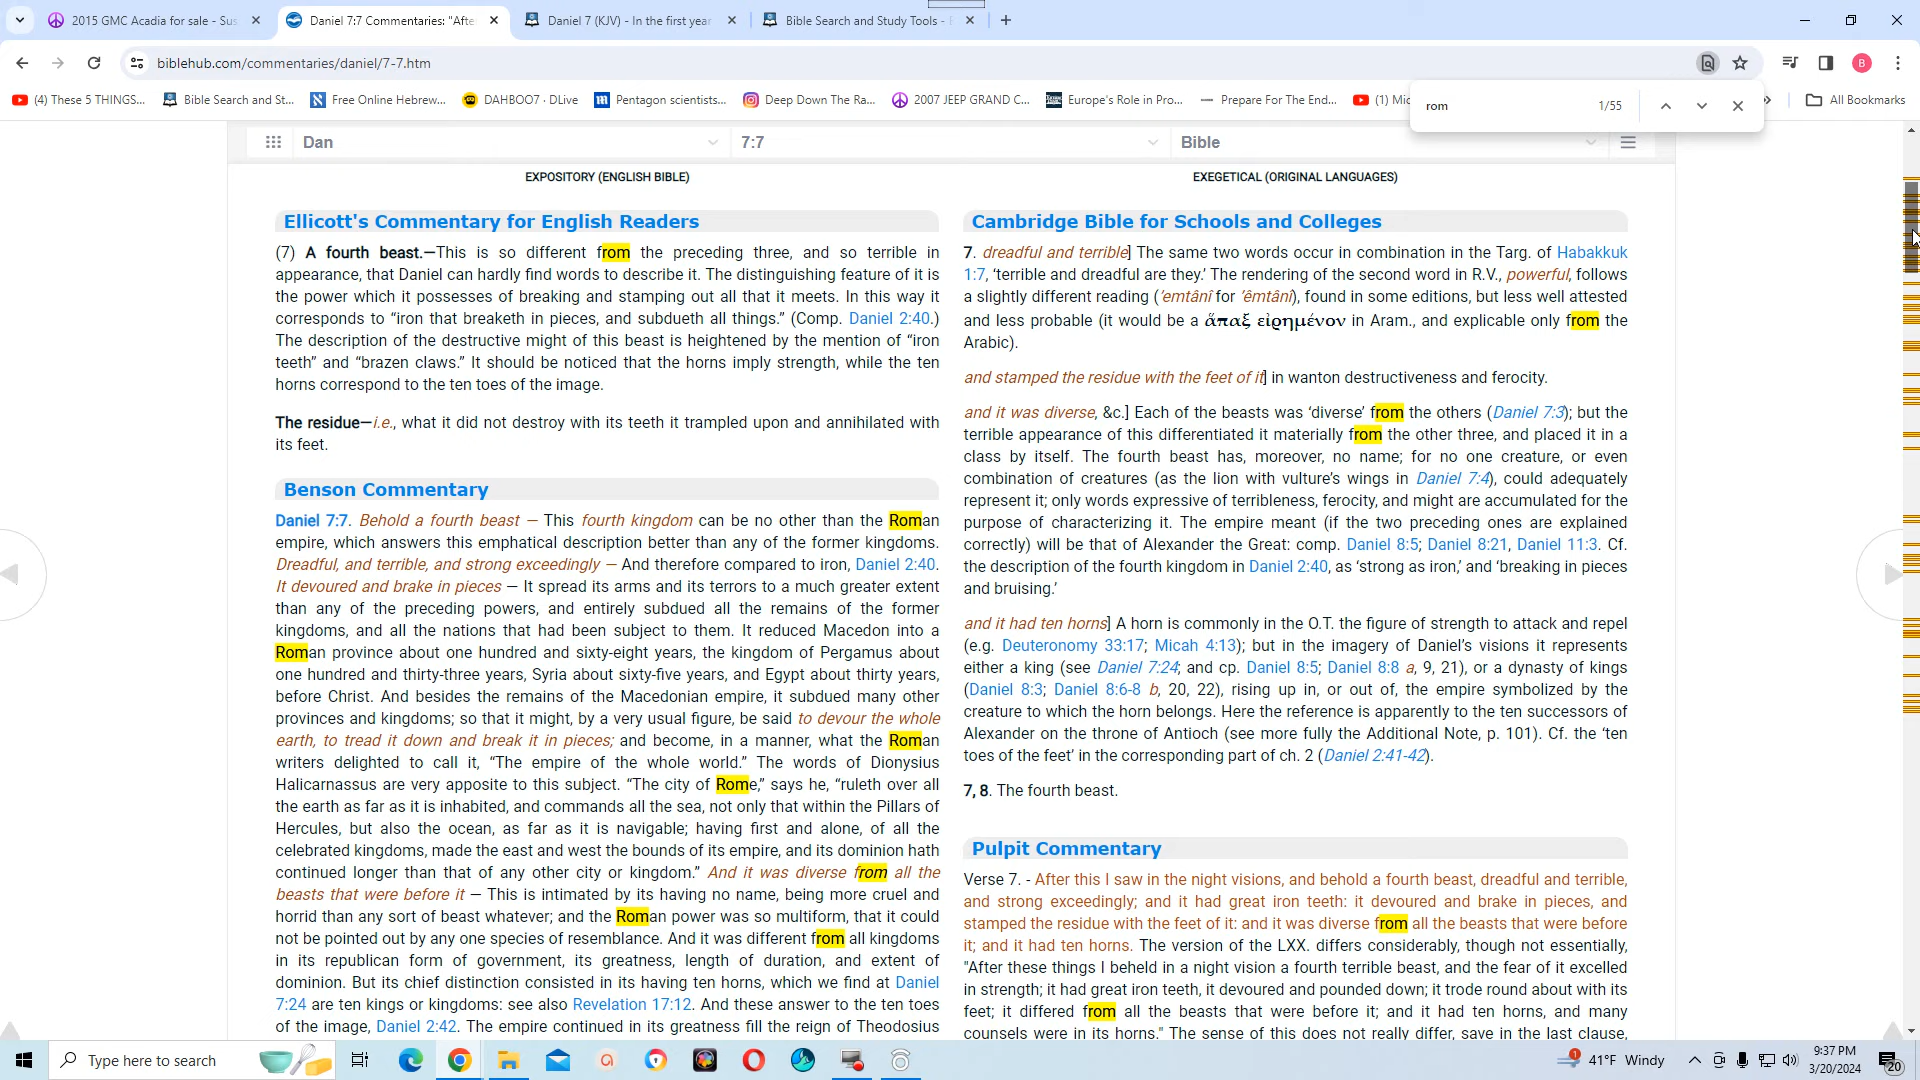 2015 GMC Acadia for sale - Sus
Daniel 7:7 Commentaries: "Afte
Daniel 7 (KJV) - In the first year
Bible Search and Study Tools -
biblehub.com/commentaries/daniel/7-7.htm
B
(4) These 5 THINGS...
Bible Search and St...
Free Online Hebrew...
DAHBOO7 · DLive
Pentagon scientists...
Deep Down The Ra...
2007 JEEP GRAND C...
Europe's Role in Pro...
Prepare For The End...
(1) Mic
All Bookmarks
rom
1/55
Dan
7:7
Bible
EXPOSITORY (ENGLISH BIBLE)
Ellicott's Commentary for English Readers
(7) A fourth beast.—This is so different from the preceding three, and so terrible in
appearance, that Daniel can hardly find words to describe it. The distinguishing feature of it is
the power which it possesses of breaking and stamping out all that it meets. In this way it
corresponds to “iron that breaketh in pieces, and subdueth all things.” (Comp. Daniel 2:40.)
The description of the destructive might of this beast is heightened by the mention of “iron
teeth” and “brazen claws.” It should be noticed that the horns imply strength, while the ten
horns correspond to the ten toes of the image.
The residue—i.e., what it did not destroy with its teeth it trampled upon and annihilated with
its feet.
Benson Commentary
Daniel 7:7. Behold a fourth beast — This fourth kingdom can be no other than the Roman
empire, which answers this emphatical description better than any of the former kingdoms.
Dreadful, and terrible, and strong exceedingly — And therefore compared to iron, Daniel 2:40.
It devoured and brake in pieces — It spread its arms and its terrors to a much greater extent
than any of the preceding powers, and entirely subdued all the remains of the former
kingdoms, and all the nations that had been subject to them. It reduced Macedon into a
Roman province about one hundred and sixty-eight years, the kingdom of Pergamus about
one hundred and thirty-three years, Syria about sixty-five years, and Egypt about thirty years,
before Christ. And besides the remains of the Macedonian empire, it subdued many other
provinces and kingdoms; so that it might, by a very usual figure, be said to devour the whole
earth, to tread it down and break it in pieces; and become, in a manner, what the Roman
writers delighted to call it, “The empire of the whole world.” The words of Dionysius
Halicarnassus are very apposite to this subject. “The city of Rome,” says he, “ruleth over all
the earth as far as it is inhabited, and commands all the sea, not only that within the Pillars of
Hercules, but also the ocean, as far as it is navigable; having first and alone, of all the
celebrated kingdoms, made the east and west the bounds of its empire, and its dominion hath
continued longer than that of any other city or kingdom.” And it was diverse from all the
beasts that were before it — This is intimated by its having no name, being more cruel and
horrid than any sort of beast whatever; and the Roman power was so multiform, that it could
not be pointed out by any one species of resemblance. And it was different from all kingdoms
in its republican form of government, its greatness, length of duration, and extent of
dominion. But its chief distinction consisted in its having ten horns, which we find at Daniel
7:24 are ten kings or kingdoms: see also Revelation 17:12. And these answer to the ten toes
of the image, Daniel 2:42. The empire continued in its greatness fill the reign of Theodosius
EXEGETICAL (ORIGINAL LANGUAGES)
Cambridge Bible for Schools and Colleges
7. dreadful and terrible] The same two words occur in combination in the Targ. of Habakkuk
1:7, ‘terrible and dreadful are they.’ The rendering of the second word in R.V., powerful, follows
a slightly different reading (’emtânî for ’êmtânî), found in some editions, but less well attested
and less probable (it would be a ἅπαξ εἰρημένον in Aram., and explicable only from the
Arabic).
and stamped the residue with the feet of it] in wanton destructiveness and ferocity.
and it was diverse, &c.] Each of the beasts was ‘diverse’ from the others (Daniel 7:3); but the
terrible appearance of this differentiated it materially from the other three, and placed it in a
class by itself. The fourth beast has, moreover, no name; for no one creature, or even
combination of creatures (as the lion with vulture’s wings in Daniel 7:4), could adequately
represent it; only words expressive of terribleness, ferocity, and might are accumulated for the
purpose of characterizing it. The empire meant (if the two preceding ones are explained
correctly) will be that of Alexander the Great: comp. Daniel 8:5; Daniel 8:21, Daniel 11:3. Cf.
the description of the fourth kingdom in Daniel 2:40, as ‘strong as iron,’ and ‘breaking in pieces
and bruising.’
and it had ten horns] A horn is commonly in the O.T. the figure of strength to attack and repel
(e.g. Deuteronomy 33:17; Micah 4:13); but in the imagery of Daniel’s visions it represents
either a king (see Daniel 7:24; and cp. Daniel 8:5; Daniel 8:8 a, 9, 21), or a dynasty of kings
(Daniel 8:3; Daniel 8:6-8 b, 20, 22), rising up in, or out of, the empire symbolized by the
creature to which the horn belongs. Here the reference is apparently to the ten successors of
Alexander on the throne of Antioch (see more fully the Additional Note, p. 101). Cf. the ‘ten
toes of the feet’ in the corresponding part of ch. 2 (Daniel 2:41-42).
7, 8. The fourth beast.
Pulpit Commentary
Verse 7. - After this I saw in the night visions, and behold a fourth beast, dreadful and terrible,
and strong exceedingly; and it had great iron teeth: it devoured and brake in pieces, and
stamped the residue with the feet of it: and it was diverse from all the beasts that were before
it; and it had ten horns. The version of the LXX. differs considerably, though not essentially,
"After these things I beheld in a night vision a fourth terrible beast, and the fear of it excelled
in strength; it had great iron teeth, it devoured and pounded down; it trode round about with its
feet; it differed from all the beasts that were before it; and it had ten horns, and many
counsels were in its horns." The sense of this does not really differ, save in the last clause,
Type here to search
1
41°F Windy
9:37 PM
3/20/2024
20